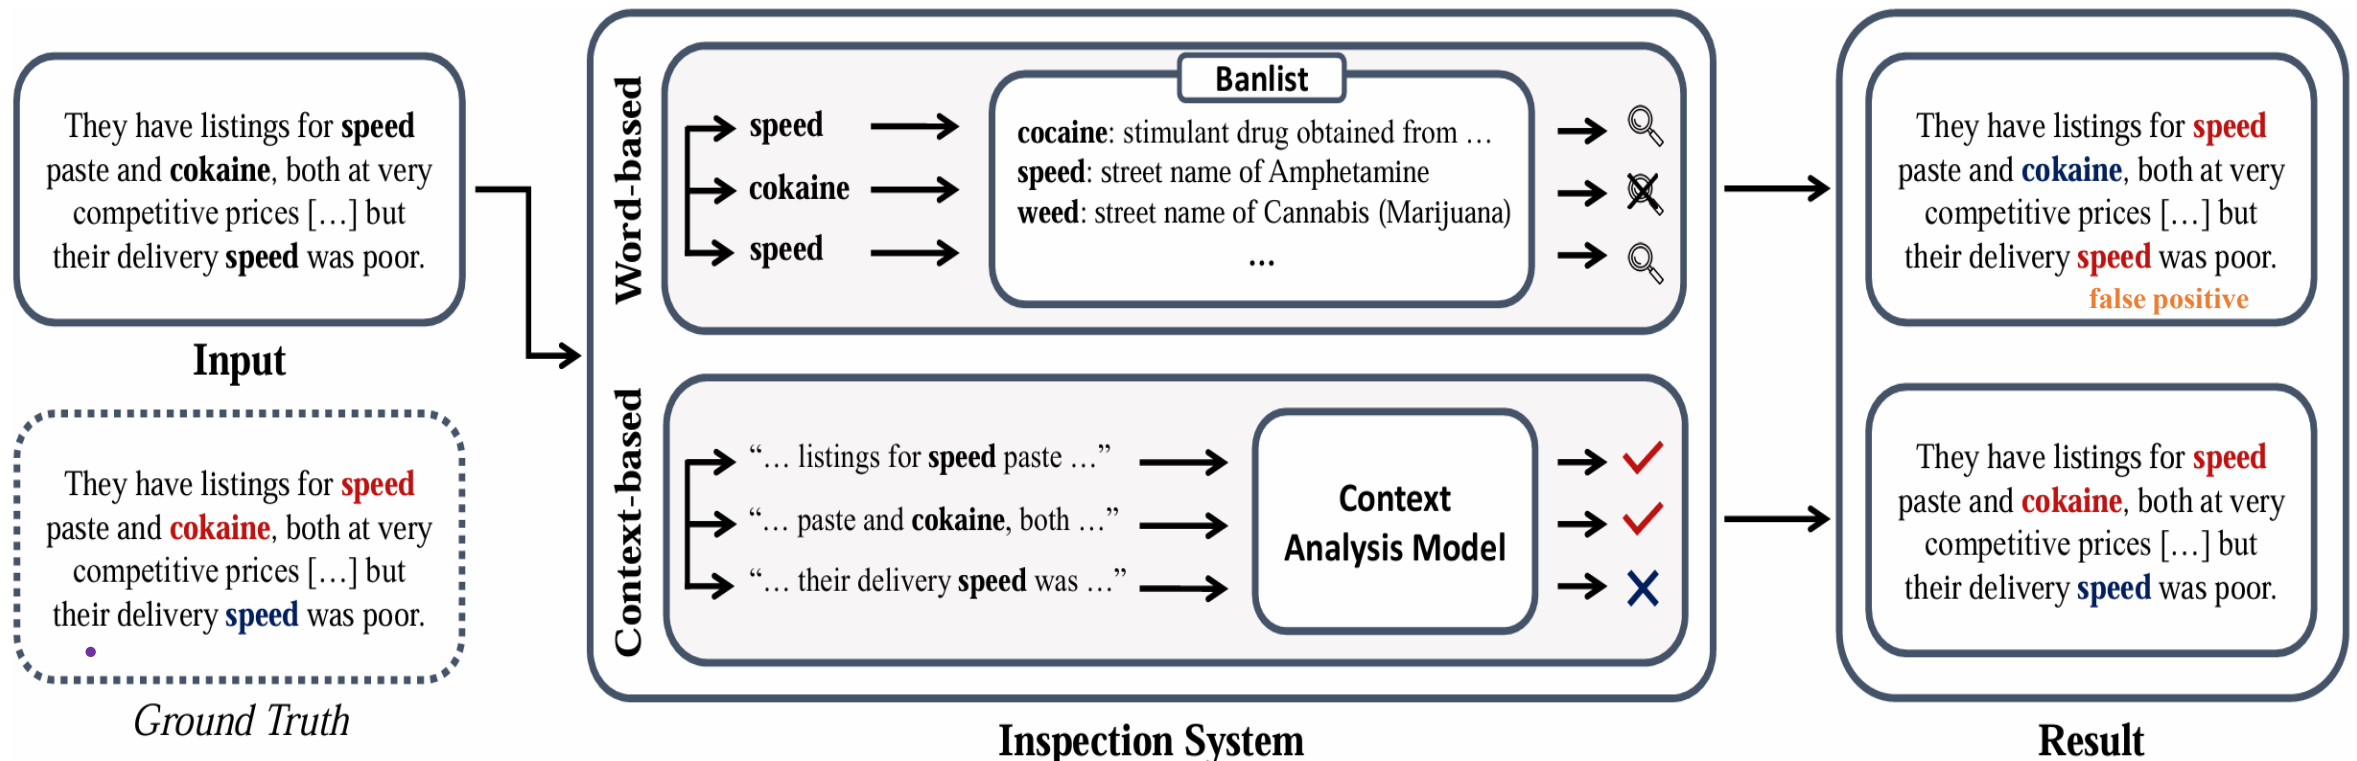 They have listings for speed
paste and cokaine, both at very
competitive prices […] but
their delivery speed was poor.
Input
They have listings for speed
paste and cokaine, both at very
competitive prices […] but
their delivery speed was poor.
Ground Truth
Word-based
speed
cokaine
speed
Banlist
cocaine: stimulant drug obtained from …
speed: street name of Amphetamine
weed: street name of Cannabis (Marijuana)
...
Context-based
“… listings for speed paste …”
“… paste and cokaine, both …”
“… their delivery speed was …”
Context
Analysis Model
Inspection System
They have listings for speed
paste and cokaine, both at very
competitive prices […] but
their delivery speed was poor.
false positive
They have listings for speed
paste and cokaine, both at very
competitive prices […] but
their delivery speed was poor.
Result